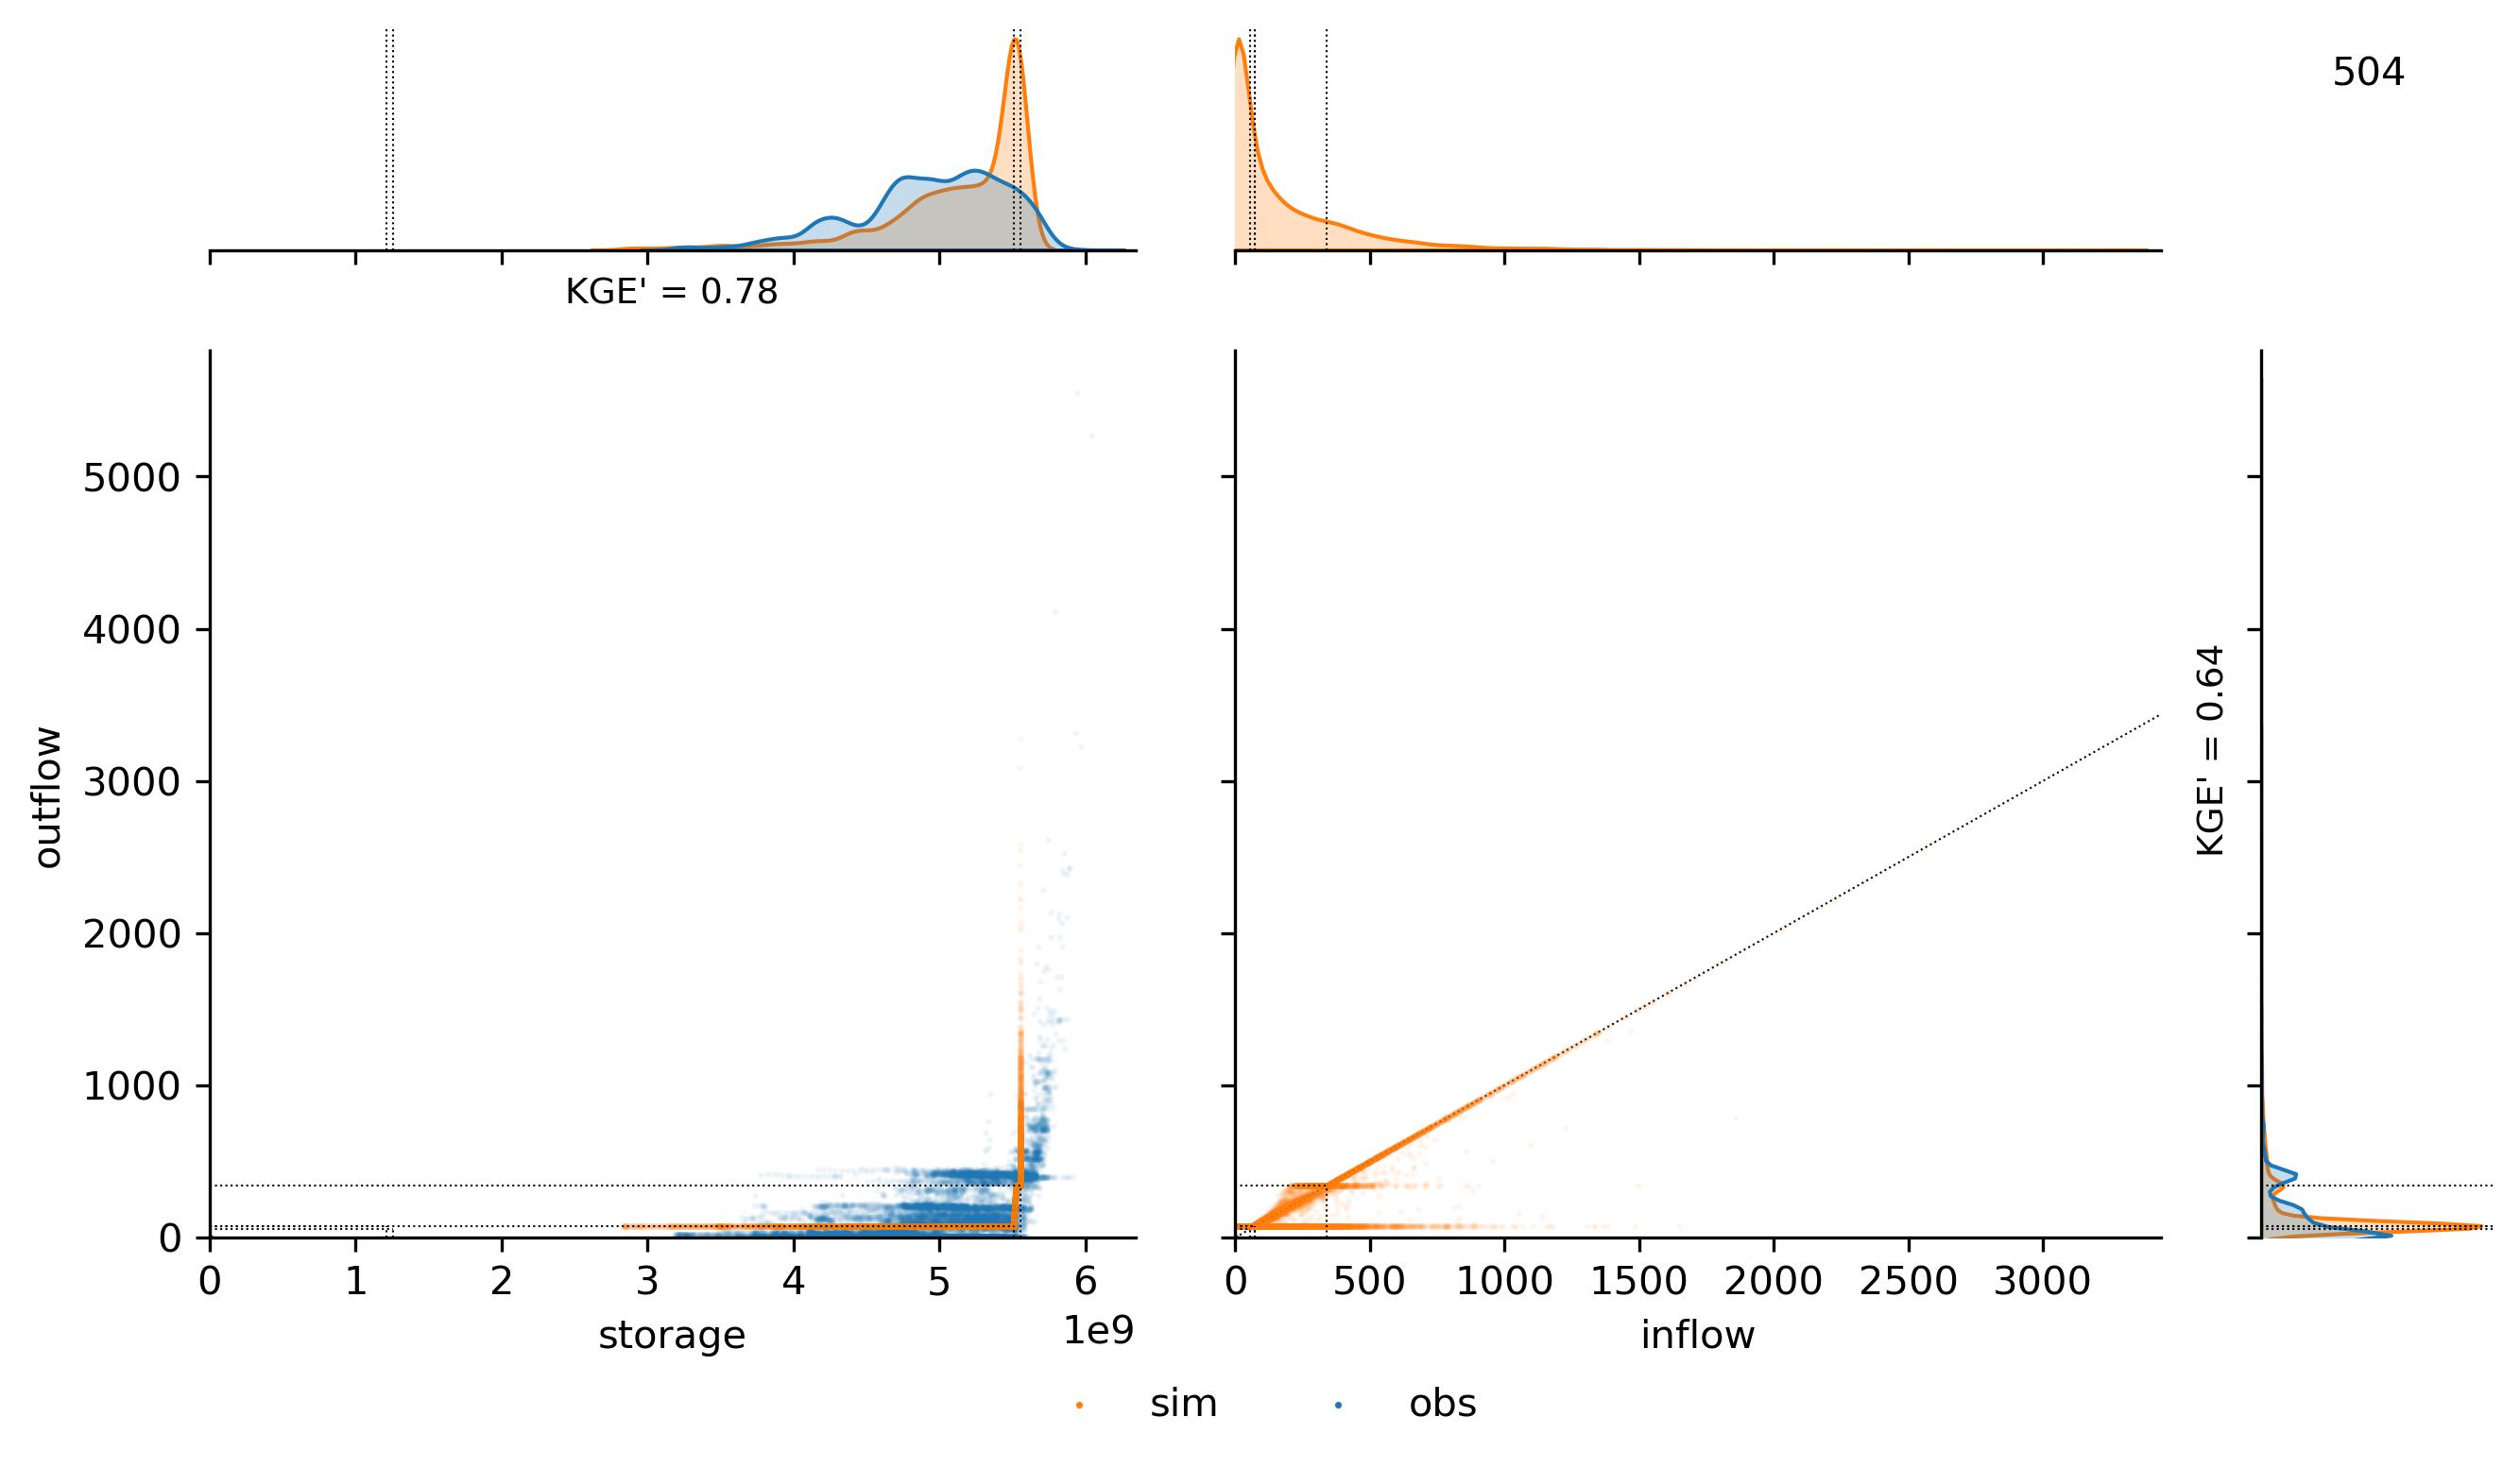 504
KGE' = 0.78
outflow
5000
4000
3000
2000
1000
0
0 1 2 3 4 5 6
1e9
storage
0 500 1000 1500 2000 2500 3000
inflow
KGE' = 0.64
sim obs